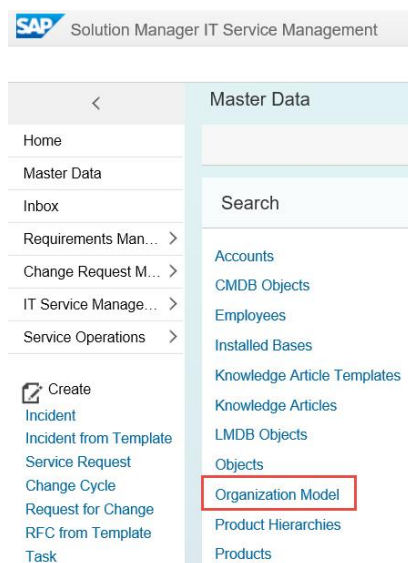 SAP Solution Manager IT Service Management
<
Master Data
Home
Master Data
Inbox
Requirements Man... >
Change Request M... >
IT Service Manage... >
Service Operations >
Create
Incident
Incident from Template
Service Request
Change Cycle
Request for Change
RFC from Template
Task
Search
Accounts
CMDB Objects
Employees
Installed Bases
Knowledge Article Templates
Knowledge Articles
LMDB Objects
Objects
Organization Model
Product Hierarchies
Products